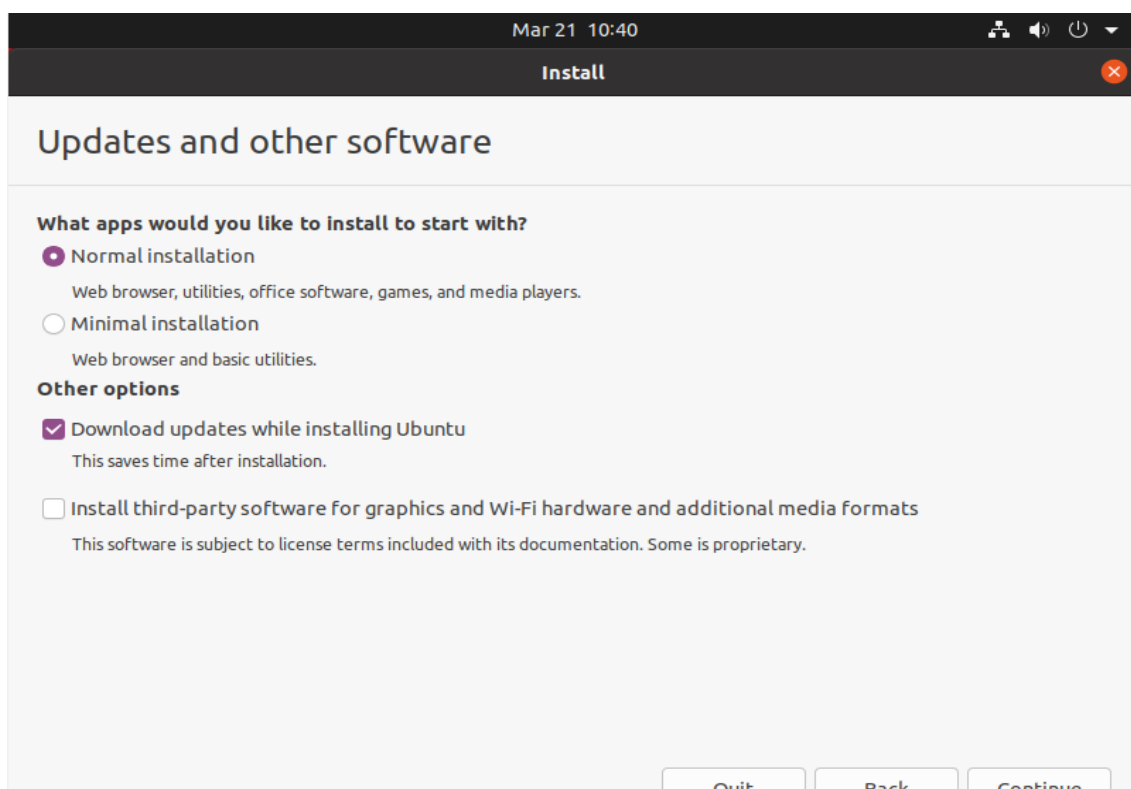 Mar 21 10:40
Install
Updates and other software
What apps would you like to install to start with?
Normal installation
Web browser, utilities, office software, games, and media players.
Minimal installation
Web browser and basic utilities.
Other options
Download updates while installing Ubuntu
This saves time after installation.
Install third-party software for graphics and Wi-Fi hardware and additional media formats
This software is subject to license terms included with its documentation. Some is proprietary.
Quit Back Continue